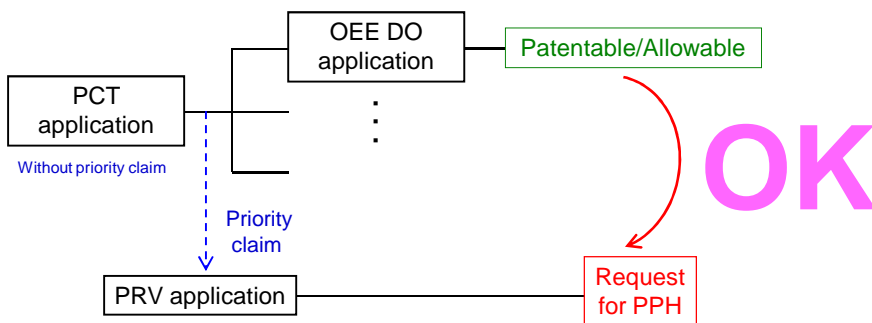 OEE DO
application
Patentable/Allowable
PCT
application
Without priority claim
OK
Priority
claim
PRV application
Request
for PPH